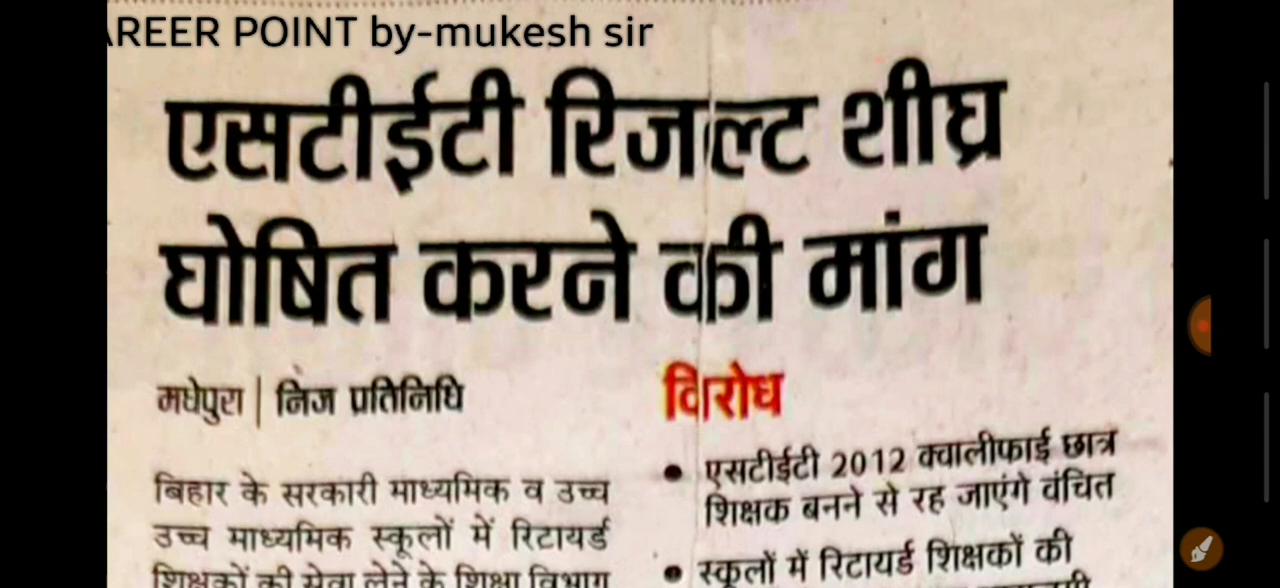 AREER POINT by-mukesh sir
एसटीईटी रिजल्ट शीघ्र
घोषित करने की मांग
मधेपुरा | निज प्रतिनिधि
बिहार के सरकारी माध्यमिक व उच्च
उच्च माध्यमिक स्कूलों में रिटायर्ड
शिक्षकों की सेवा लेने के शिक्षा विभाग
विरोध
• एसटीईटी 2012 क्वालीफाई छात्र
शिक्षक बनने से रह जाएंगे वंचित
• स्कूलों में रिटायर्ड शिक्षकों की